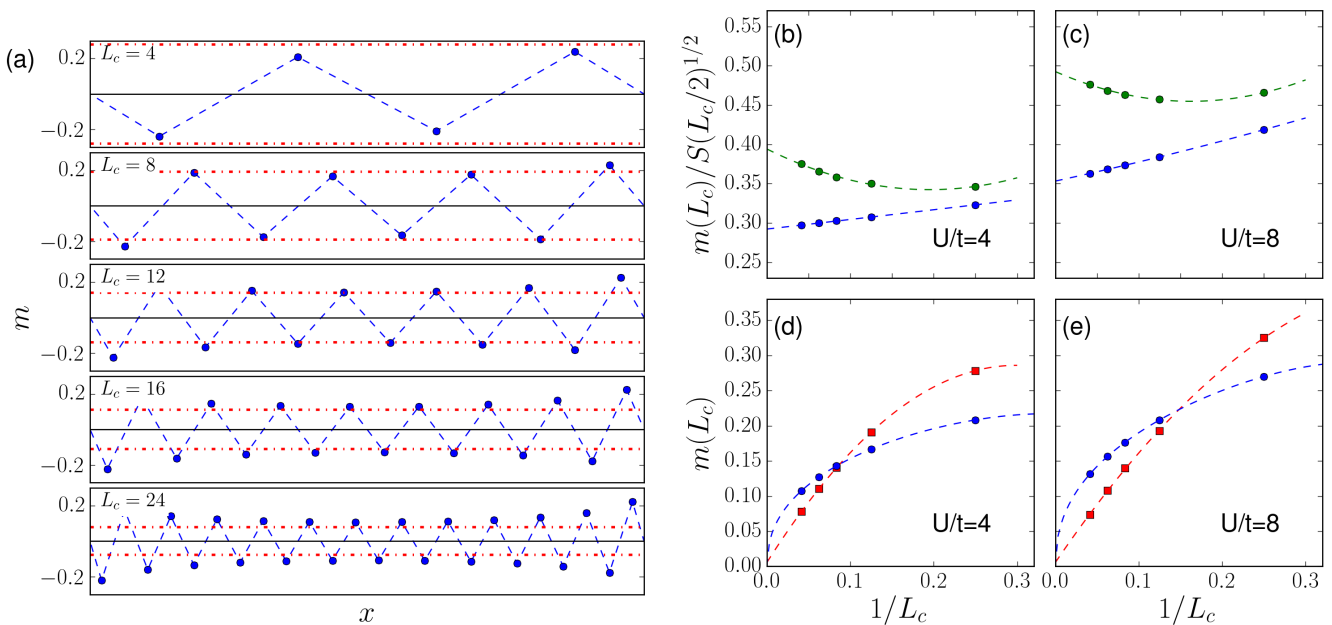 (a)
m
0.2
−0.2
L_c = 4
0.2
−0.2
L_c = 8
0.2
−0.2
L_c = 12
0.2
−0.2
L_c = 16
0.2
−0.2
L_c = 24
x
m(L_c)/S(L_c/2)^{1/2}
0.55
0.50
0.45
0.40
0.35
0.30
0.25
(b)
U/t=4
(c)
U/t=8
m(L_c)
0.35
0.30
0.25
0.20
0.15
0.10
0.05
0.00
(d)
U/t=4
(e)
U/t=8
0.0 0.1 0.2 0.3
0.0 0.1 0.2 0.3
1/L_c
1/L_c